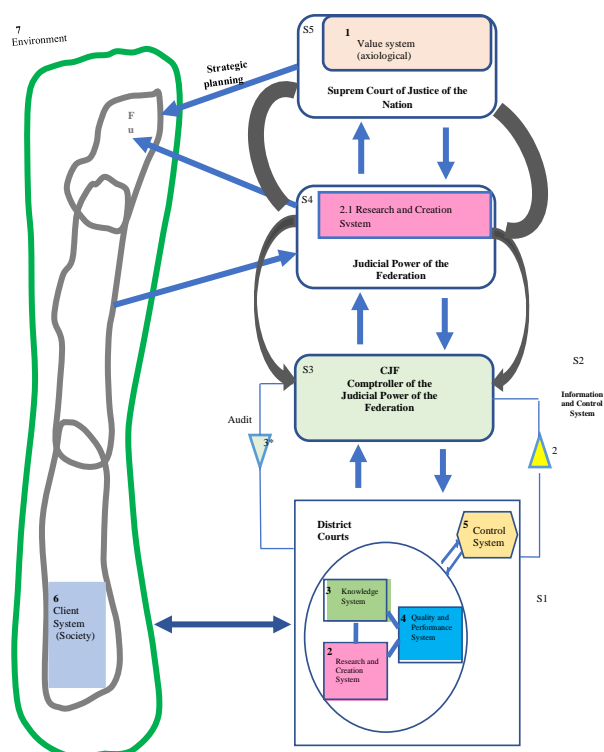 7
Environment
Strategic
planning
F
u
S5
1
Value system
(axiological)
Suprem Court of Justice of the
Nation
S4
2.1 Research and Creation
System
Judicial Power of the
Federation
S3
CJF
Comptroller of the
Judicial Power of the
Federation
S2
Information
and Control
System
Audit
3*
2
District
Courts
5
Control
System
S1
3
Knowledge
System
4
Quality and
Performance
System
2
Research and
Creation
System
6
Client
System
(Society)